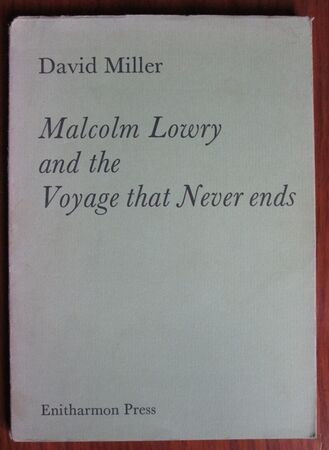 David Miller
Malcolm Lowry
and the
Voyage that Never ends
Enitharmon Press